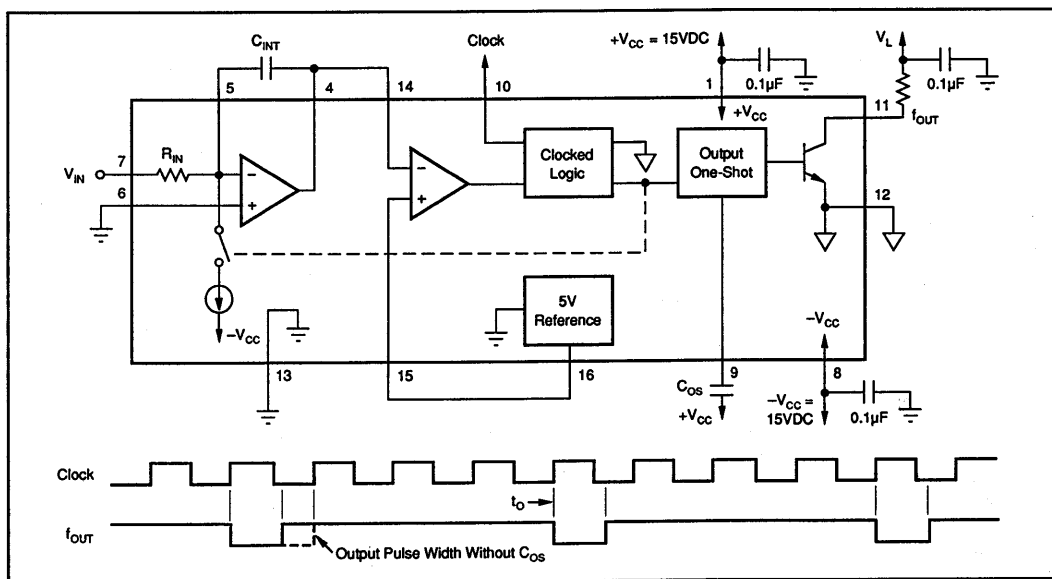 C_INT
Clock
+V_CC = 15VDC
V_L
5
4
14
10
1
0.1µF
0.1µF
11
+V_CC
f_OUT
7
R_IN
V_IN
6
–
+
–
+
Clocked
Logic
Output
One-Shot
12
5V
Reference
–V_CC
–V_CC
13
15
16
9
8
C_OS
+V_CC
–V_CC =
15VDC
0.1µF
Clock
t_O
f_OUT
Output Pulse Width Without C_OS